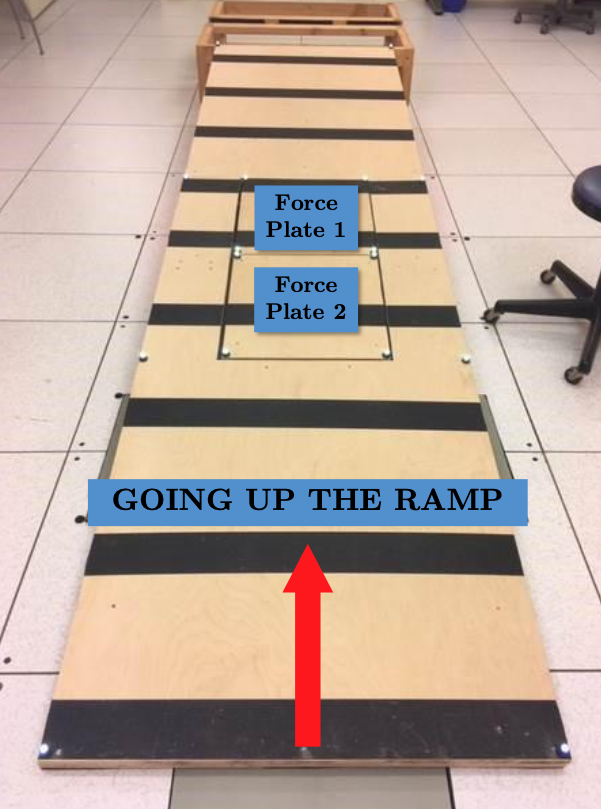 Force
Plate 1
Force
Plate 2
GOING UP THE RAMP